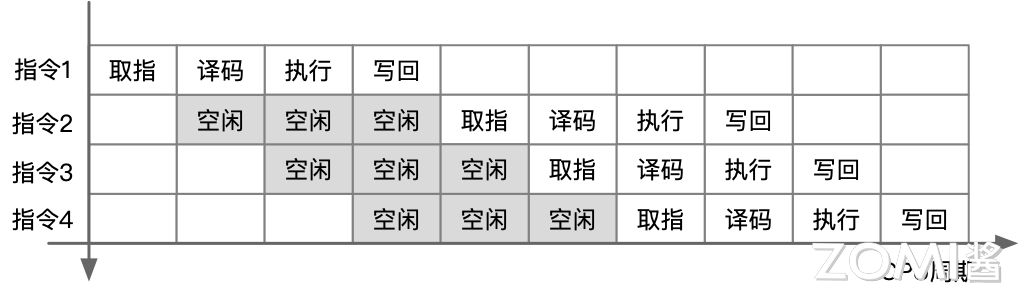 指令1 取指 译码 执行 写回
指令2 空闲 空闲 空闲 取指 译码 执行 写回
指令3 空闲 空闲 空闲 取指 译码 执行 写回
指令4 空闲 空闲 空闲 取指 译码 执行 写回
CPU周期
ZOMI酱